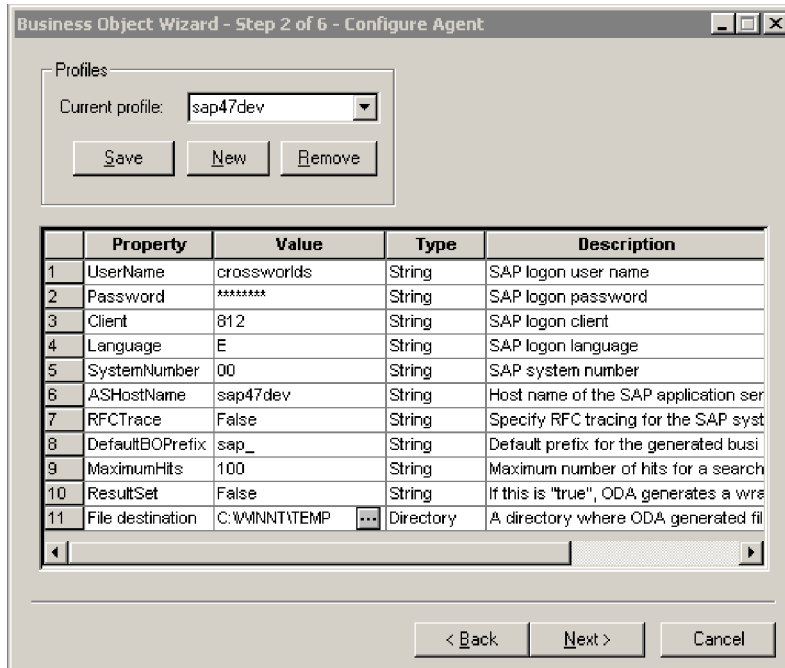 Business Object Wizard - Step 2 of 6 - Configure Agent
Profiles
Current profile: sap47dev
Save New Remove
Property Value Type Description
1 UserName crossworlds String SAP logon user name
2 Password ******** String SAP logon password
3 Client 812 String SAP logon client
4 Language E String SAP logon language
5 SystemNumber 00 String SAP system number
6 ASHostName sap47dev String Host name of the SAP application ser
7 RFCTrace False String Specify RFC tracing for the SAP syst
8 DefaultBOPrefix sap_ String Default prefix for the generated busi
9 MaximumHits 100 String Maximum number of hits for a search
10 ResultSet False String If this is "true", ODA generates a wra
11 File destination C:\WINNT\TEMP ... Directory A directory where ODA generated fil
< Back Next > Cancel